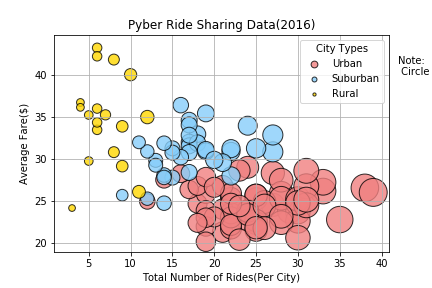 Pyber Ride Sharing Data(2016)
Average Fare($)
40
35
30
25
20
5
10
15
20
25
30
35
40
Total Number of Rides(Per City)
City Types
Urban
Suburban
Rural
Note:
Circle